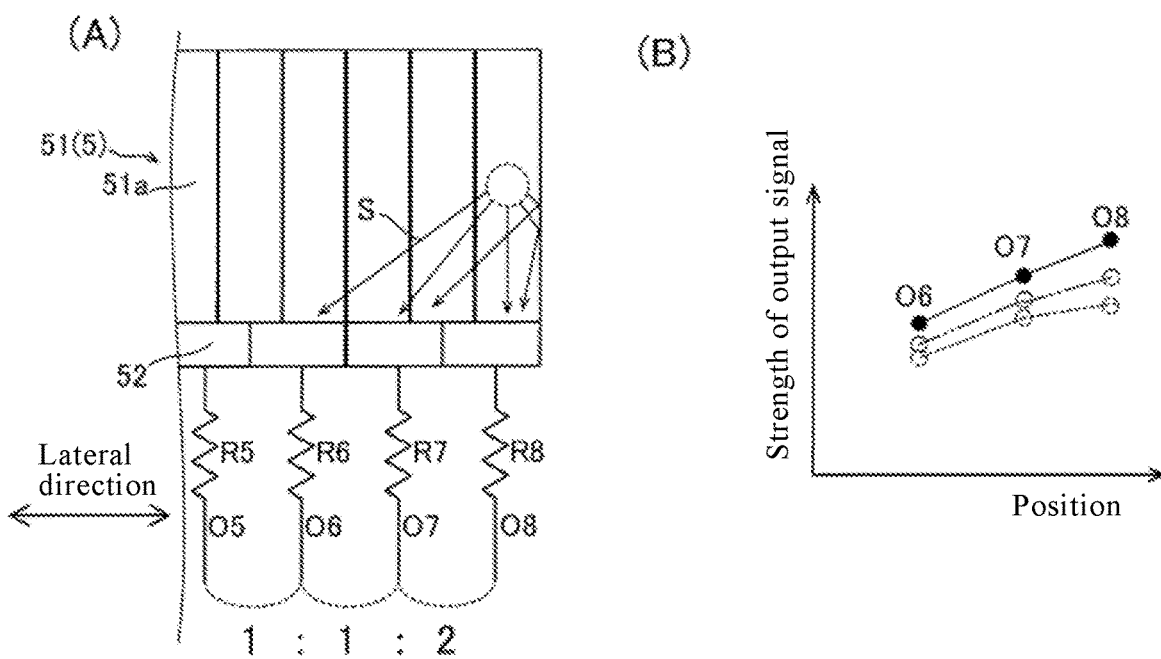 (A)
51(5)
51a
S
52
R5 R6 R7 R8
Lateral
direction
O5 O6 O7 O8
1 : 1 : 2
(B)
Strength of output signal
O6
O7
O8
Position